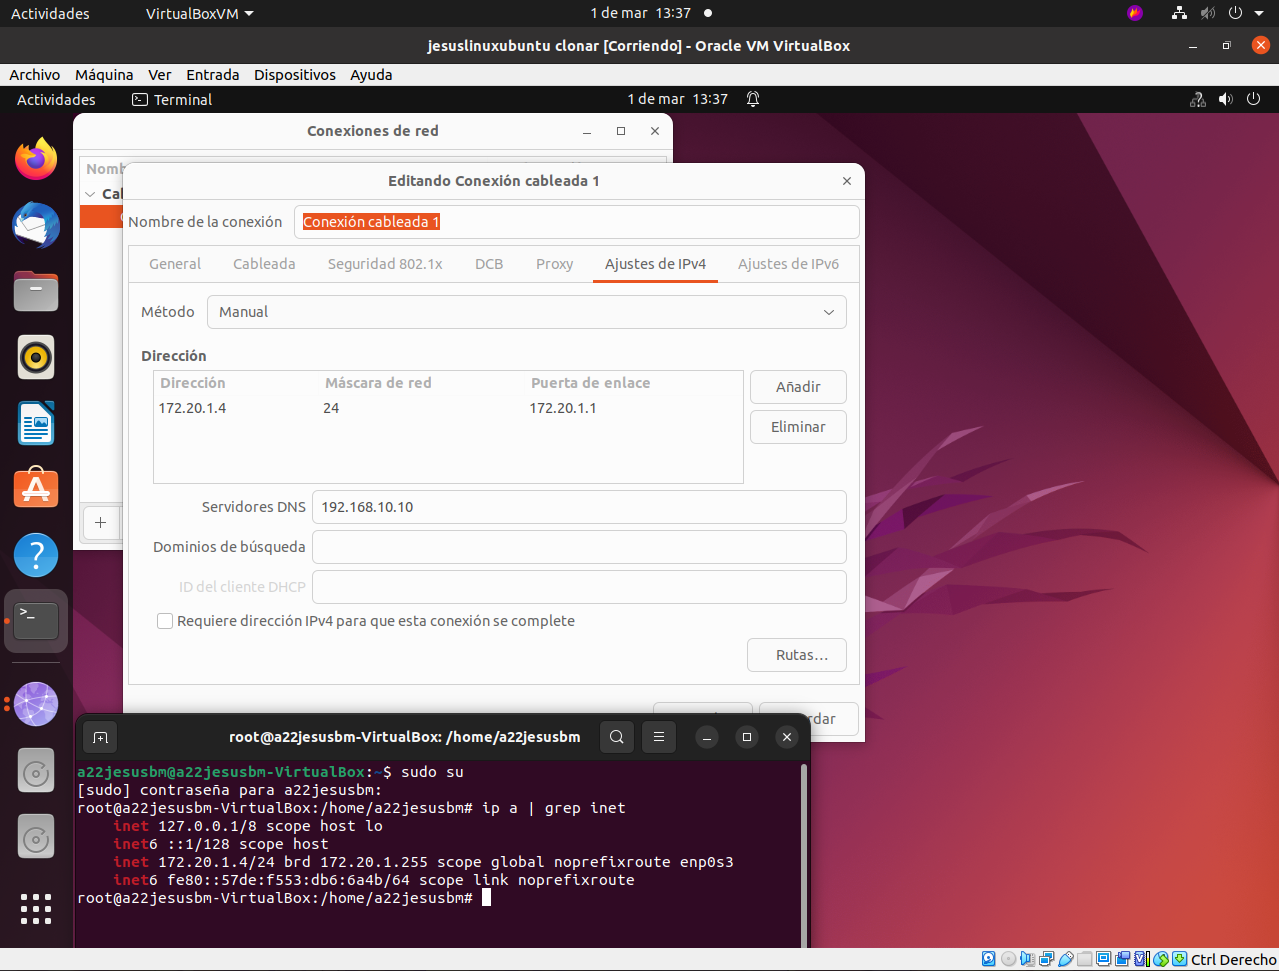 Actividades
VirtualBoxVM
1 de mar 13:37
jesuslinuxubuntu clonar [Corriendo] - Oracle VM VirtualBox
Archivo Máquina Ver Entrada Dispositivos Ayuda
Actividades
Terminal
1 de mar 13:37
Conexiones de red
Editando Conexión cableada 1
Nombre de la conexión
Conexión cableada 1
General Cableada Seguridad 802.1x DCB Proxy Ajustes de IPv4 Ajustes de IPv6
Método
Manual
Dirección
Dirección Máscara de red Puerta de enlace
172.20.1.4 24 172.20.1.1
Añadir
Eliminar
Servidores DNS
192.168.10.10
Dominios de búsqueda
ID del cliente DHCP
Requiere dirección IPv4 para que esta conexión se complete
Rutas...
root@a22jesusbm-VirtualBox: /home/a22jesusbm
a22jesusbm@a22jesusbm-VirtualBox:~$ sudo su
[sudo] contraseña para a22jesusbm:
root@a22jesusbm-VirtualBox:/home/a22jesusbm# ip a | grep inet
inet 127.0.0.1/8 scope host lo
inet6 ::1/128 scope host
inet 172.20.1.4/24 brd 172.20.1.255 scope global noprefixroute enp0s3
inet6 fe80::57de:f553:db6:6a4b/64 scope link noprefixroute
root@a22jesusbm-VirtualBox:/home/a22jesusbm#
Ctrl Derecho